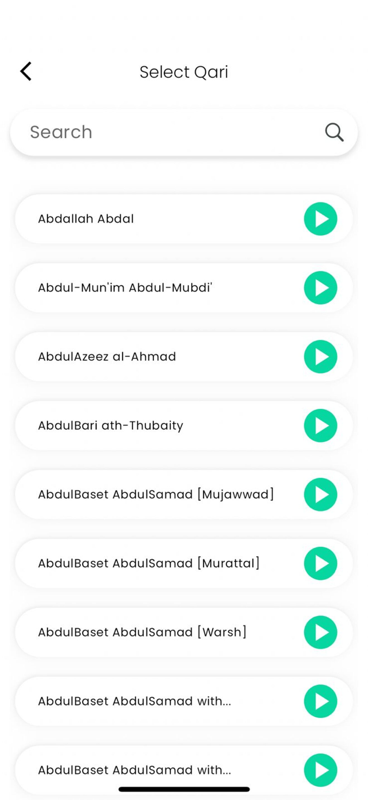 Select Qari
Search
Abdallah Abdal
Abdul-Mun'im Abdul-Mubdi'
AbdulAzeez al-Ahmad
AbdulBari ath-Thubaity
AbdulBaset AbdulSamad [Mujawwad]
AbdulBaset AbdulSamad [Murattal]
AbdulBaset AbdulSamad [Warsh]
AbdulBaset AbdulSamad with...
AbdulBaset AbdulSamad with...